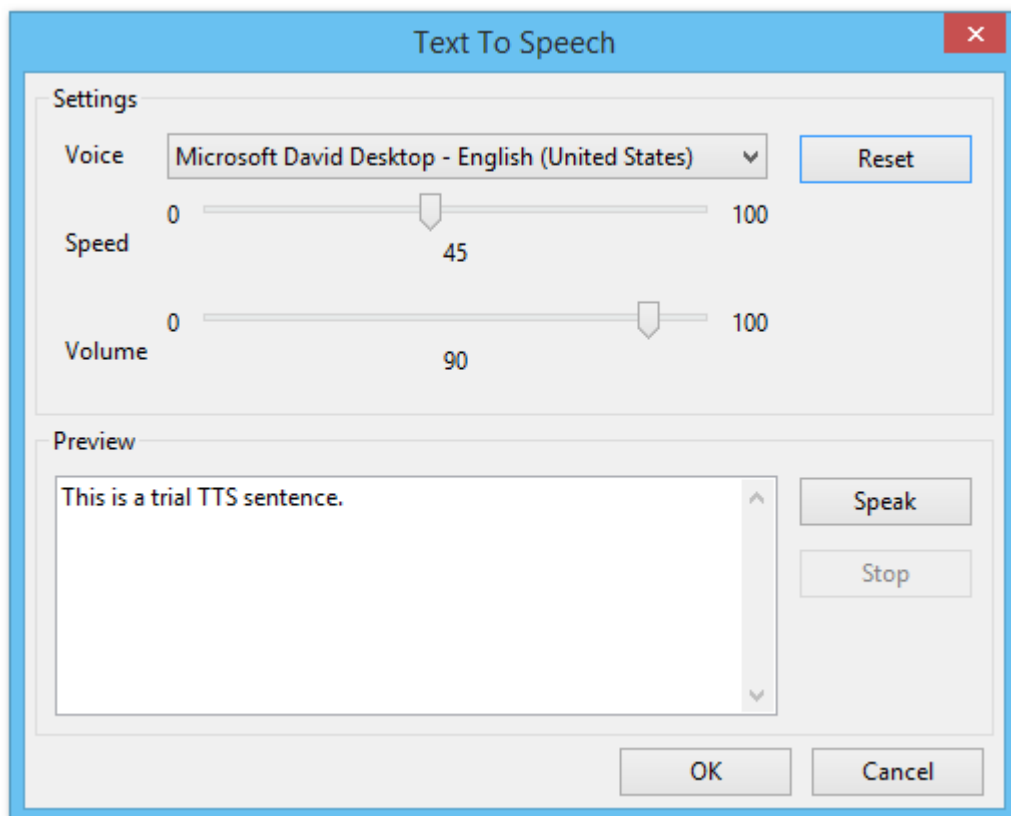 Text To Speech
Settings
Voice
Microsoft David Desktop - English (United States)
Reset
0
100
Speed
45
0
100
Volume
90
Preview
This is a trial TTS sentence.
Speak
Stop
OK
Cancel